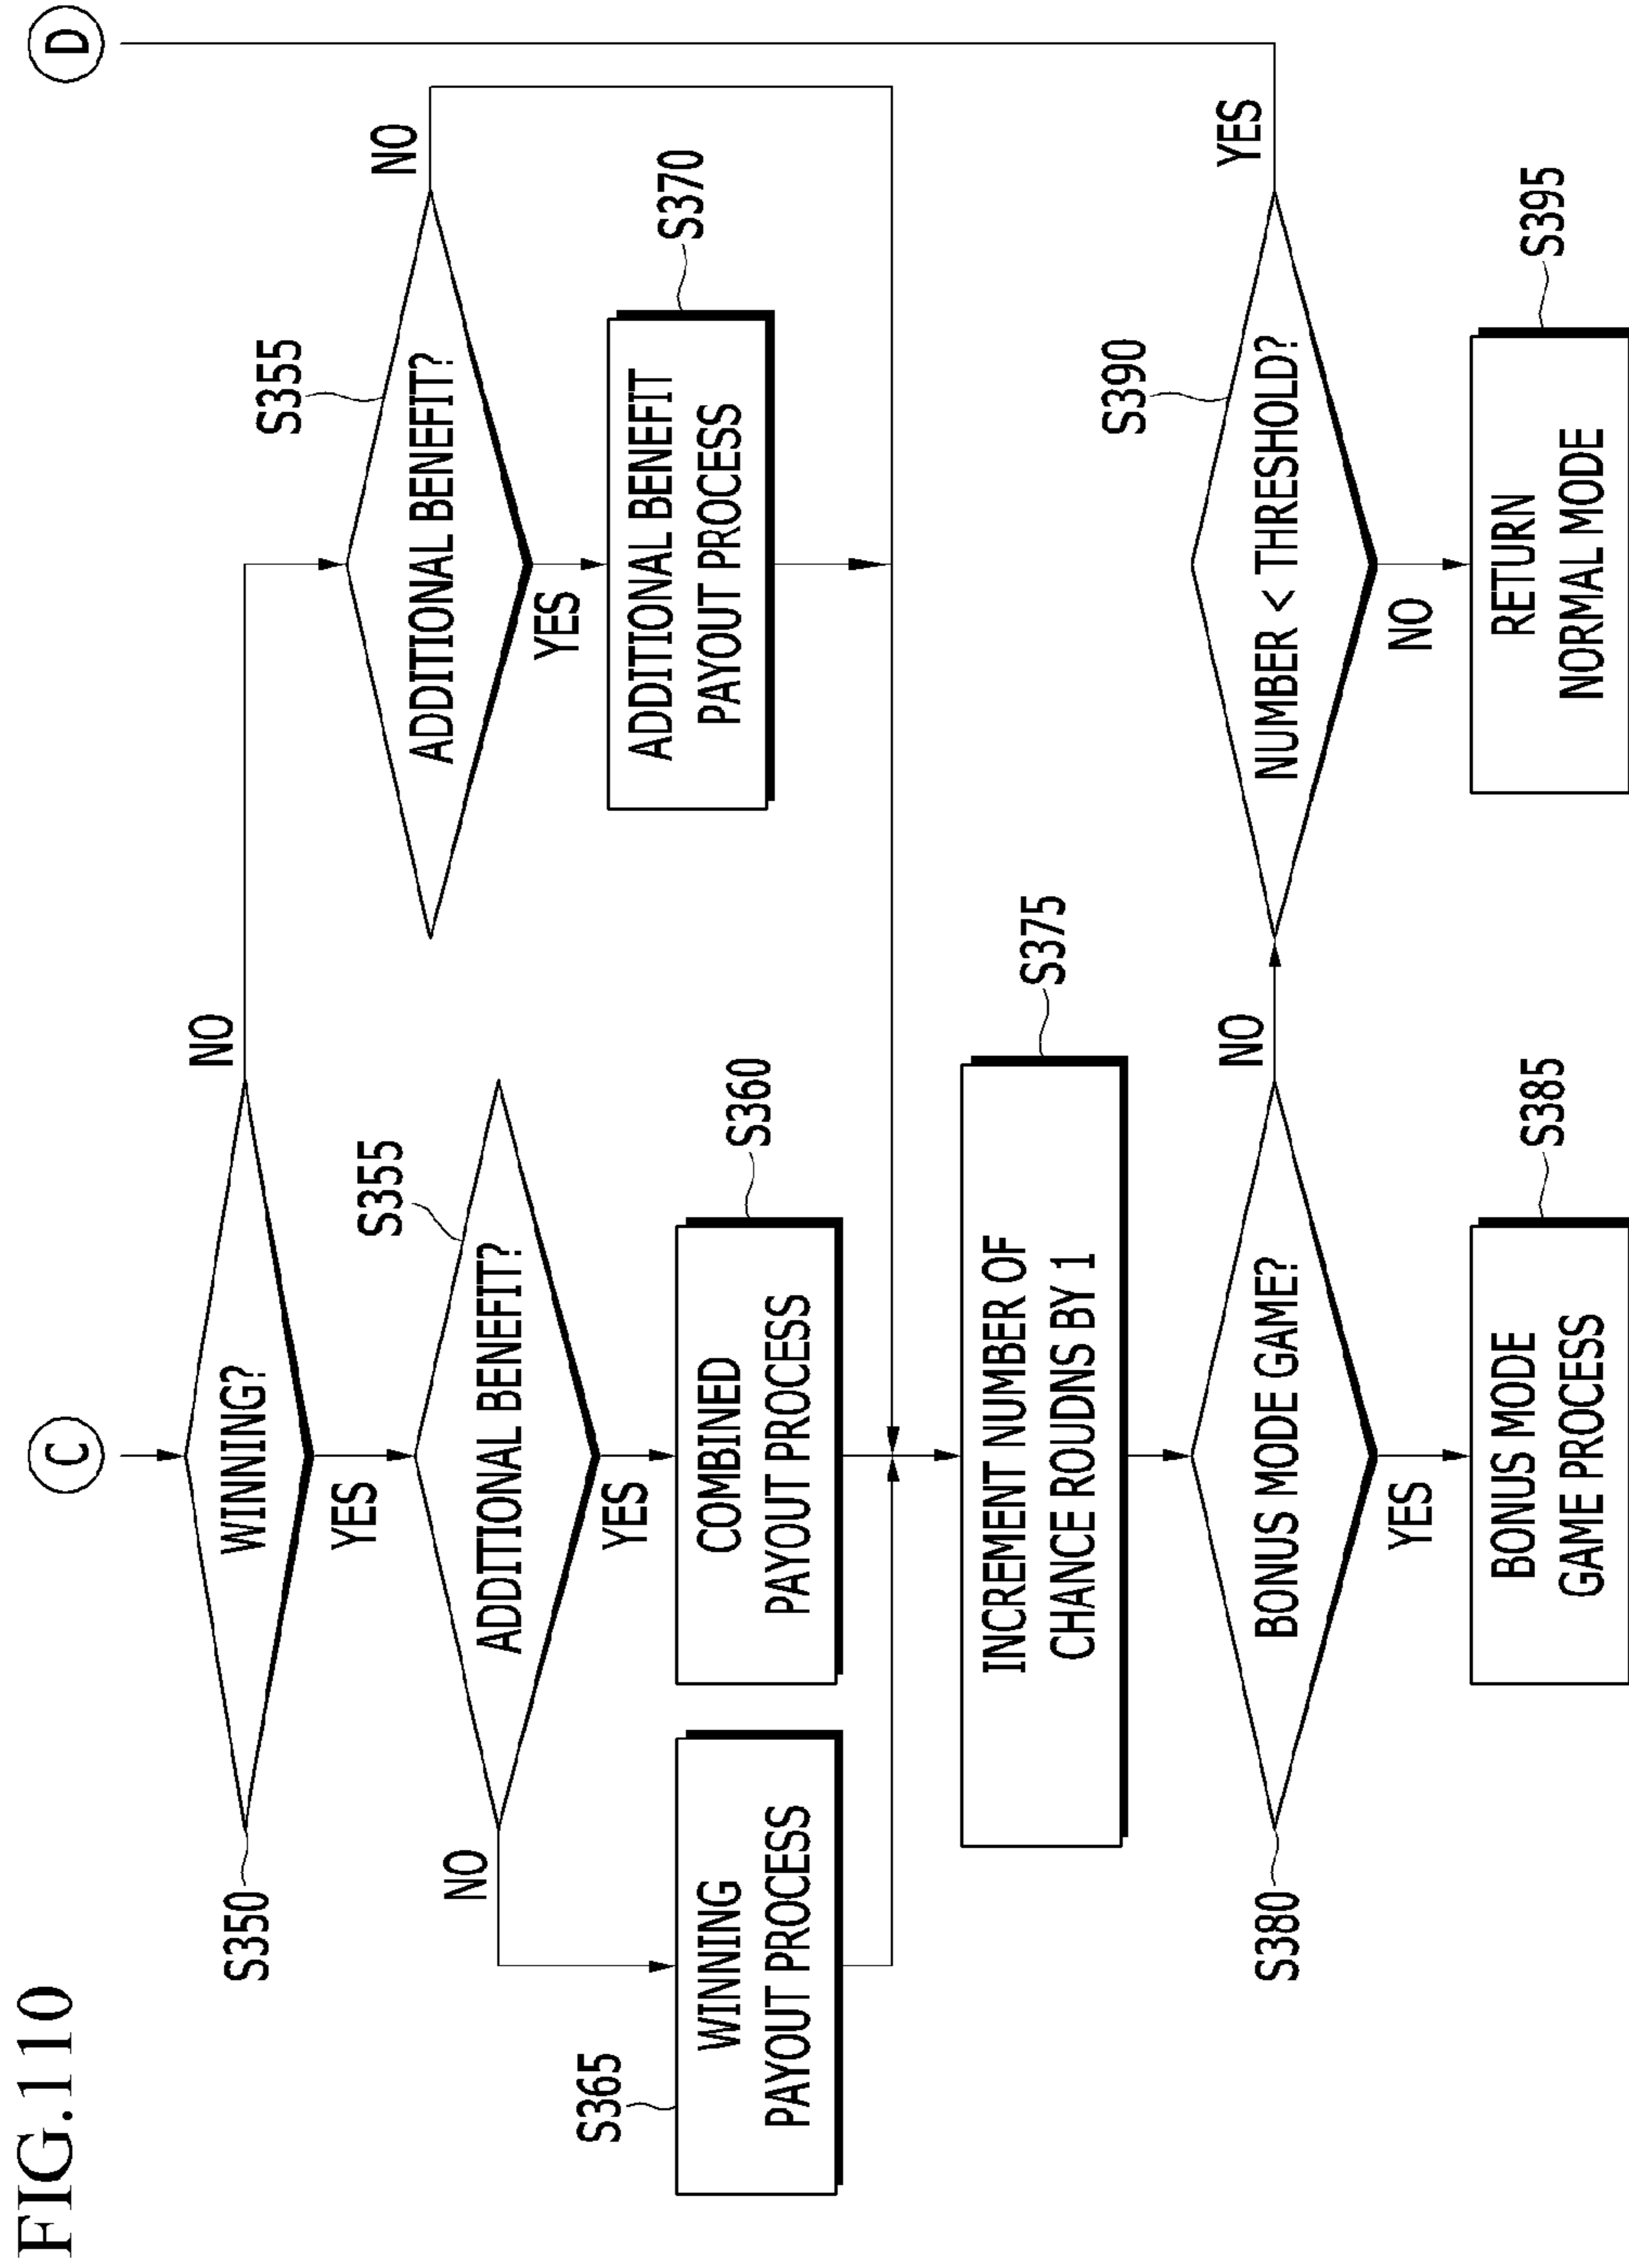 FIG.110
C
D
S350
WINNING?
NO
YES
S355
ADDITIONAL BENEFIT?
NO
S355
ADDITIONAL BENEFIT?
NO
YES
YES
S365
WINNING
PAYOUT PROCESS
COMBINED
PAYOUT PROCESS
S360
ADDITIONAL BENEFIT
PAYOUT PROCESS
S370
INCREMENT NUMBER OF
CHANCE ROUDNS BY 1
S375
S380
BONUS MODE GAME?
NO
YES
S390
NUMBER < THRESHOLD?
YES
NO
BONUS MODE
GAME PROCESS
S385
RETURN
NORMAL MODE
S395